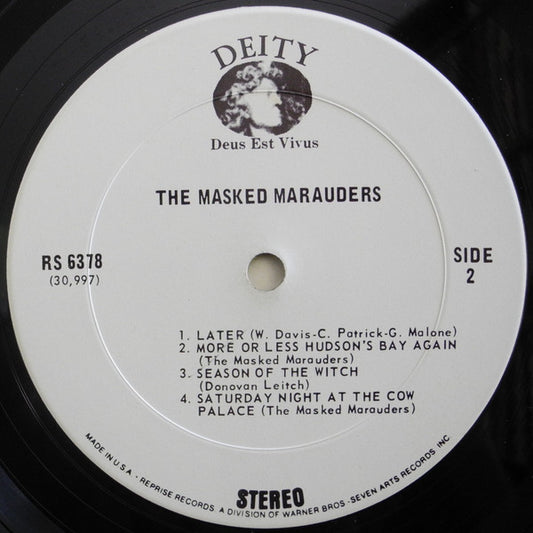 DEITY
Deus Est Vivus
THE MASKED MARAUDERS
RS 6378
(30,997)
SIDE
2
1. LATER (W. Davis-C. Patrick-G. Malone)
2. MORE OR LESS HUDSON'S BAY AGAIN
(The Masked Marauders)
3. SEASON OF THE WITCH
(Donovan Leitch)
4. SATURDAY NIGHT AT THE COW
PALACE (The Masked Marauders)
STEREO
MADE IN U.S.A. - REPRISE RECORDS, A DIVISION OF WARNER BROS.-SEVEN ARTS RECORDS, INC.